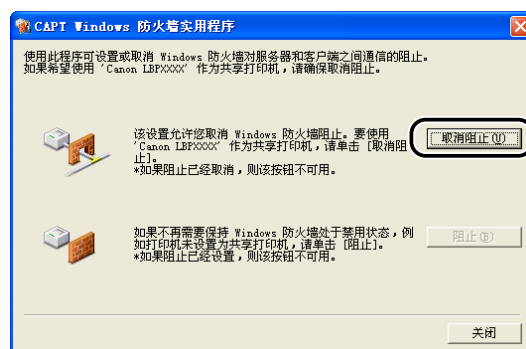 CAPT Windows 防火墙实用程序
使用此程序可设置或取消 Windows 防火墙对服务器和客户端之间通信的阻止。
如果希望使用 'Canon LBPXXXX' 作为共享打印机，请确保取消阻止。
该设置允许您取消 Windows 防火墙阻止。要使用
'Canon LBPXXXX' 作为共享打印机，请单击 [取消阻
止]。
*如果阻止已经取消，则该按钮不可用。
取消阻止(U)
如果不再需要保持 Windows 防火墙处于禁用状态，例
如打印机未设置为共享打印机，请单击 [阻止]。
*如果阻止已经设置，则该按钮不可用。
阻止(B)
关闭